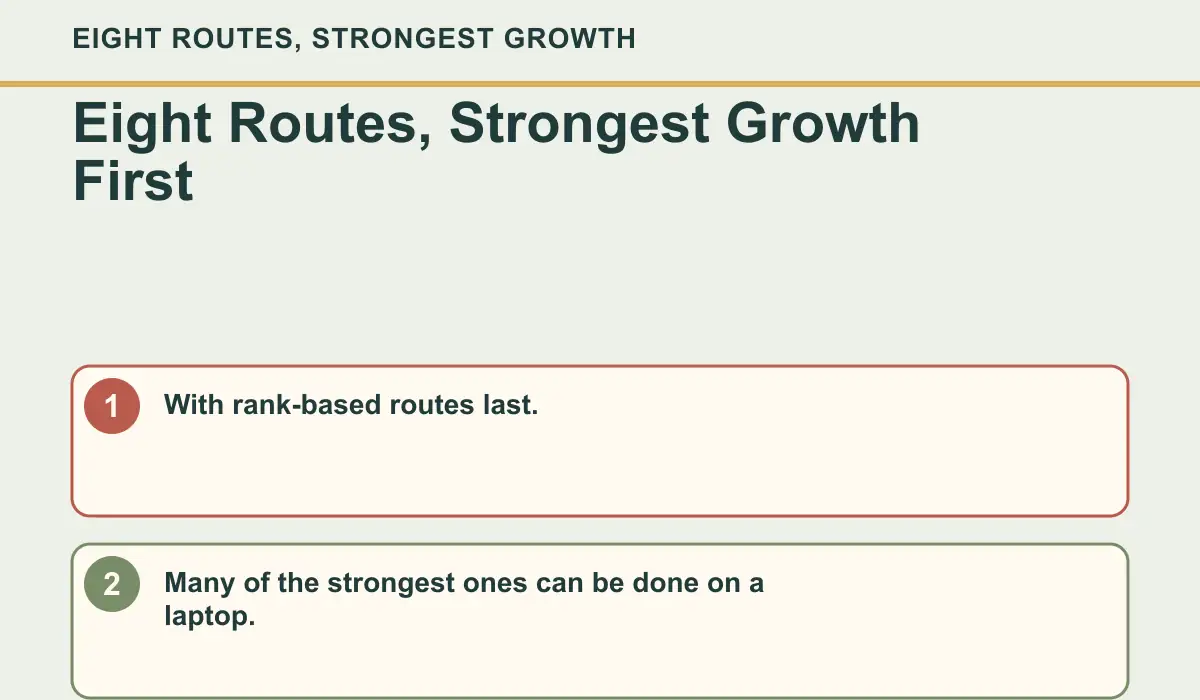 EIGHT ROUTES, STRONGEST GROWTH
Eight Routes, Strongest Growth
First
1
With rank-based routes last.
2
Many of the strongest ones can be done on a
laptop.